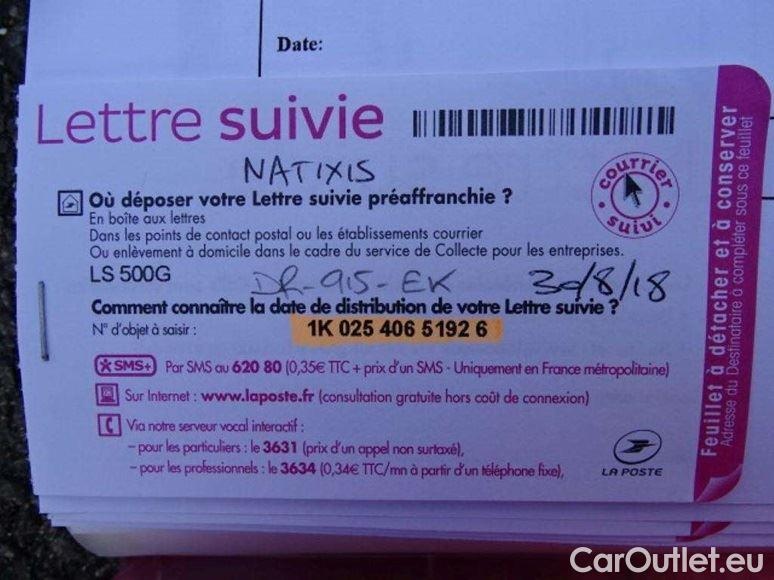 Date:
Lettre suivie
NATIXIS
courrier suivi
Où déposer votre Lettre suivie préaffranchie ?
En boîte aux lettres
Dans les points de contact postal ou les établissements courrier
Ou enlèvement à domicile dans le cadre du service de Collecte pour les entreprises.
LS 500G
DR-915-EK 30/8/18
Comment connaître la date de distribution de votre Lettre suivie ?
N° d'objet à saisir : 1K 025 406 5192 6
SMS+ Par SMS au 620 80 (0,35€ TTC + prix d'un SMS - Uniquement en France métropolitaine)
Sur Internet : www.laposte.fr (consultation gratuite hors coût de connexion)
Via notre serveur vocal interactif :
– pour les particuliers : le 3631 (prix d'un appel non surtaxé),
– pour les professionnels : le 3634 (0,34€ TTC/mn à partir d'un téléphone fixe),
LA POSTE
Feuillet à détacher et à conserver
Adresse du Destinataire à compléter sous ce feuillet
CarOutlet.eu